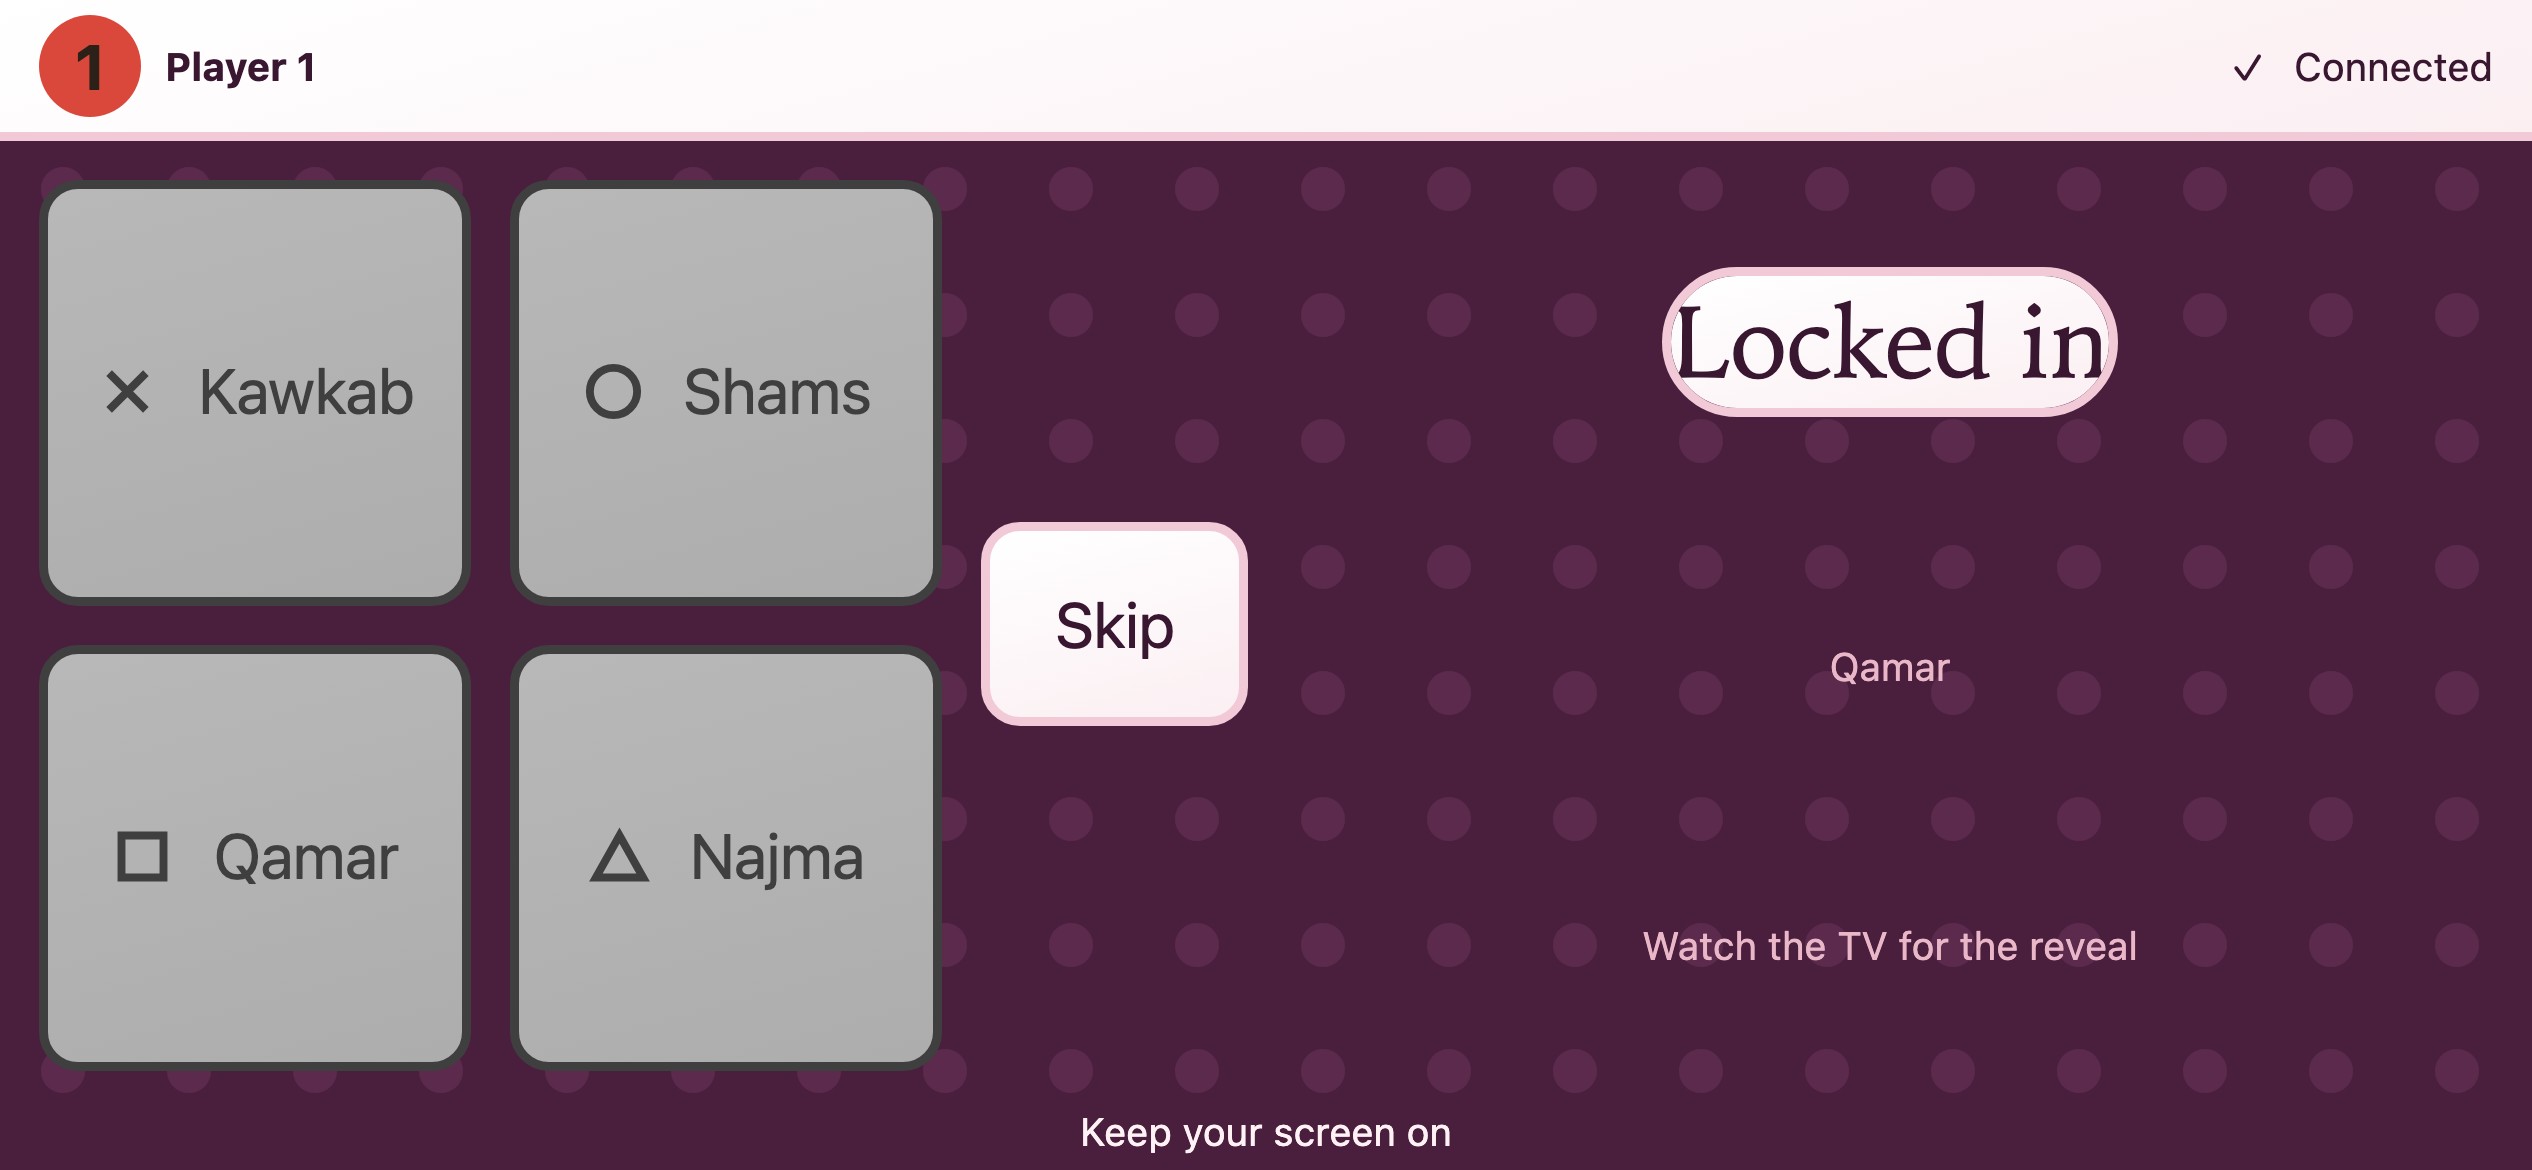 1 Player 1
✓ Connected
Kawkab
Shams
Qamar
Najma
Skip
Locked in
Qamar
Watch the TV for the reveal
Keep your screen on